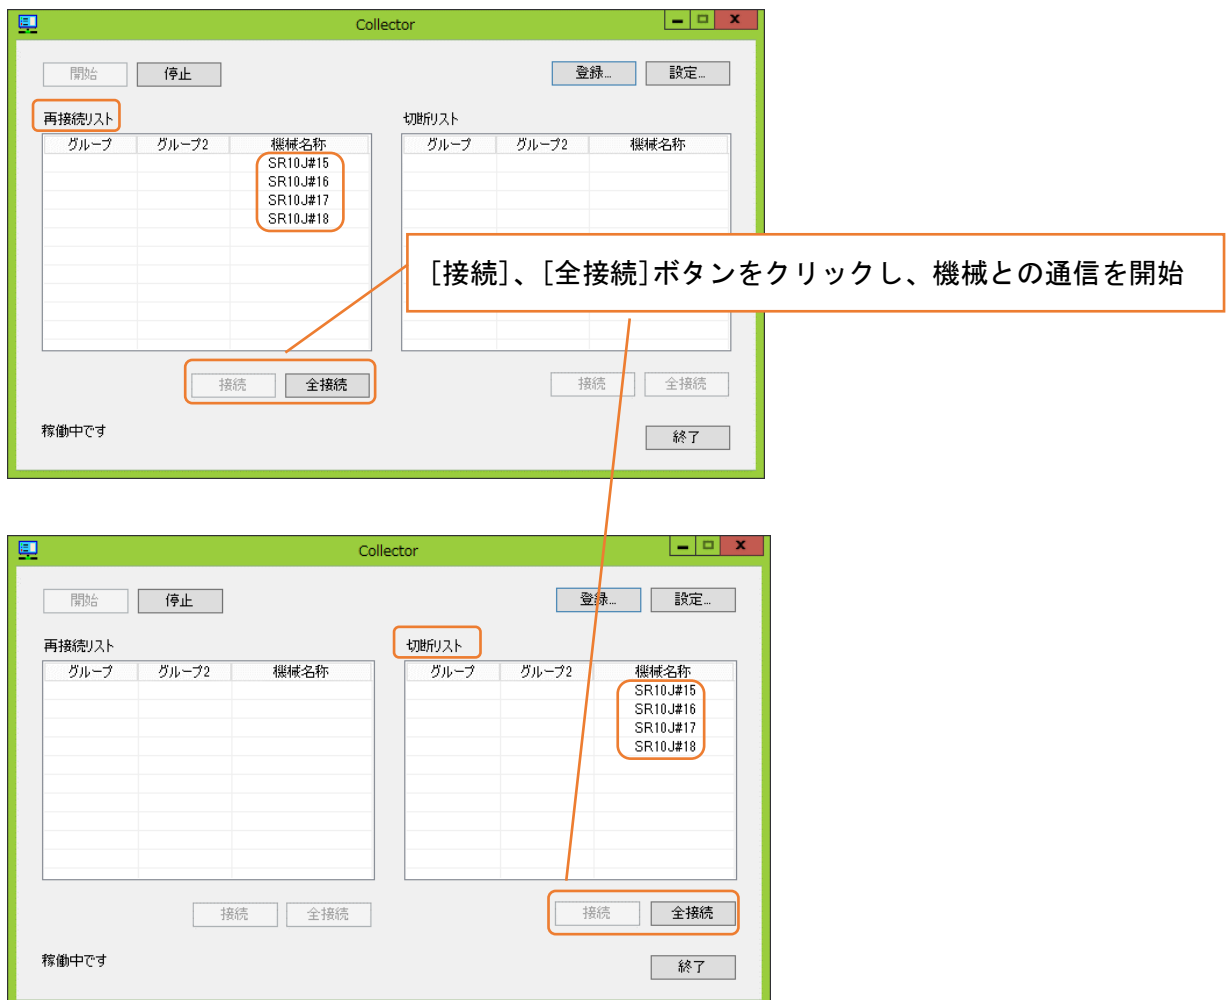 Collector
開始 停止 登録... 設定...
再接続リスト 切断リスト
グループ グループ2 機械名称 グループ グループ2 機械名称
SR10J#15
SR10J#16
SR10J#17
SR10J#18
[接続]、[全接続]ボタンをクリックし、機械との通信を開始
接続 全接続 接続 全接続
稼働中です 終了
Collector
開始 停止 登録... 設定...
再接続リスト 切断リスト
グループ グループ2 機械名称 グループ グループ2 機械名称
SR10J#15
SR10J#16
SR10J#17
SR10J#18
接続 全接続 接続 全接続
稼働中です 終了